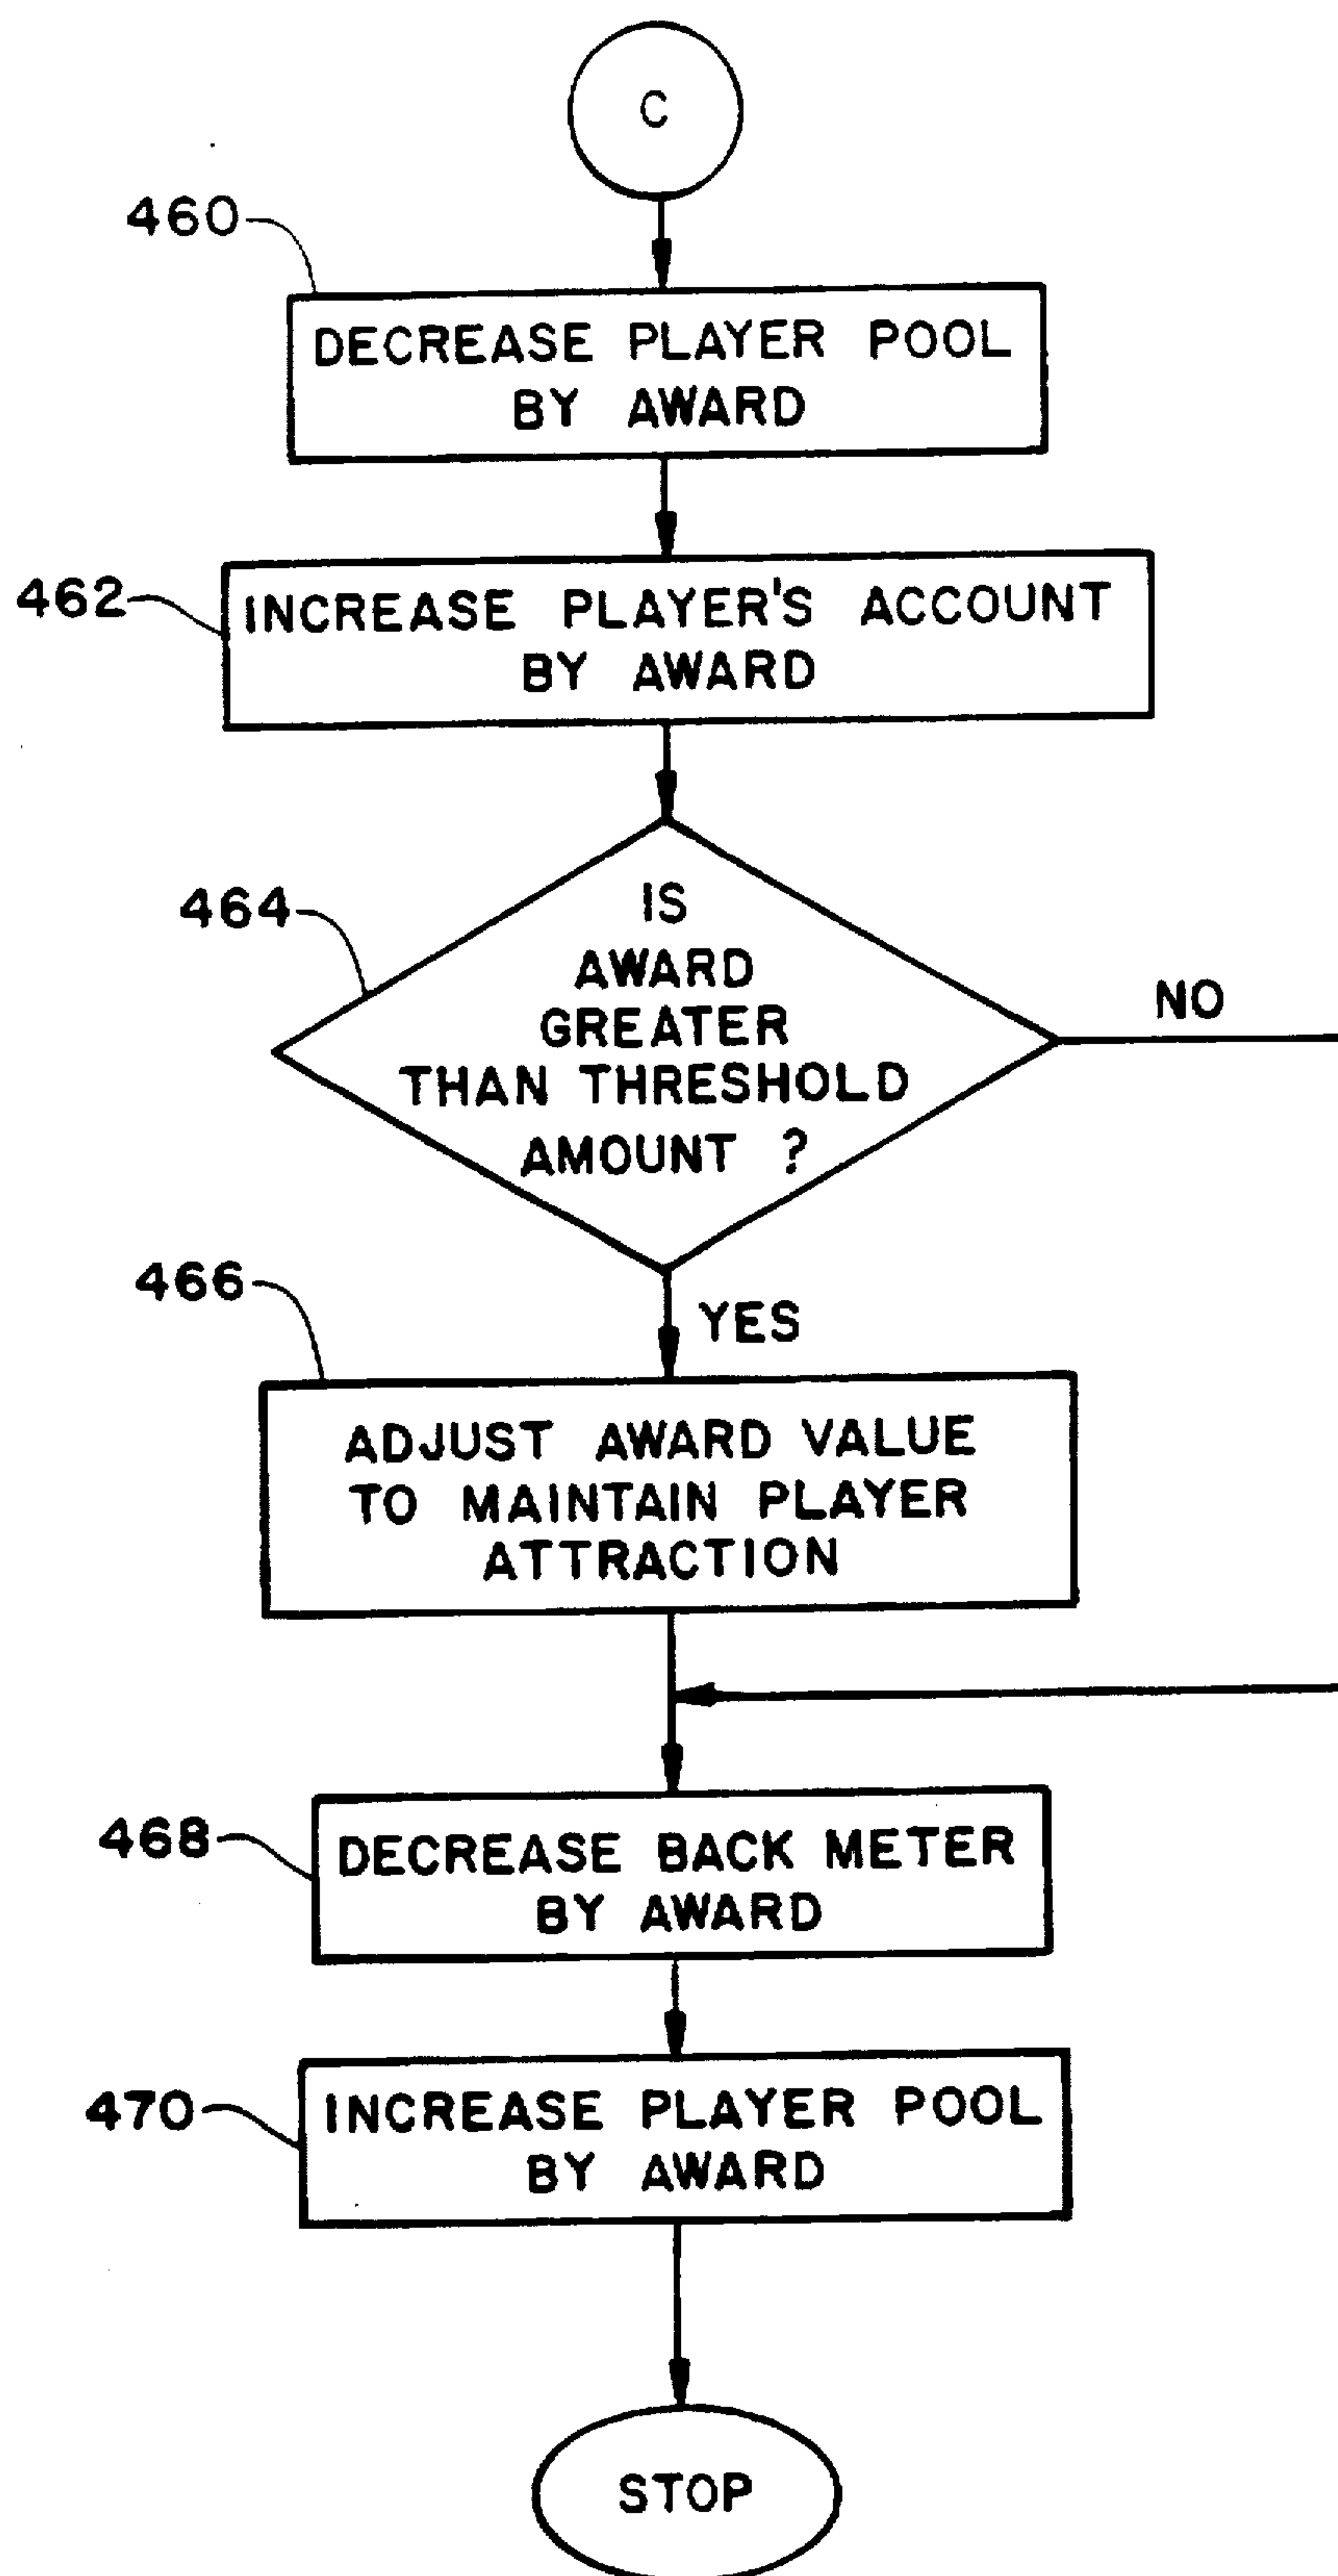 C
460
DECREASE PLAYER POOL
BY AWARD
462
INCREASE PLAYER'S ACCOUNT
BY AWARD
464
IS
AWARD
GREATER
THAN THRESHOLD
AMOUNT ?
NO
466
YES
ADJUST AWARD VALUE
TO MAINTAIN PLAYER
ATTRACTION
468
DECREASE BACK METER
BY AWARD
470
INCREASE PLAYER POOL
BY AWARD
STOP